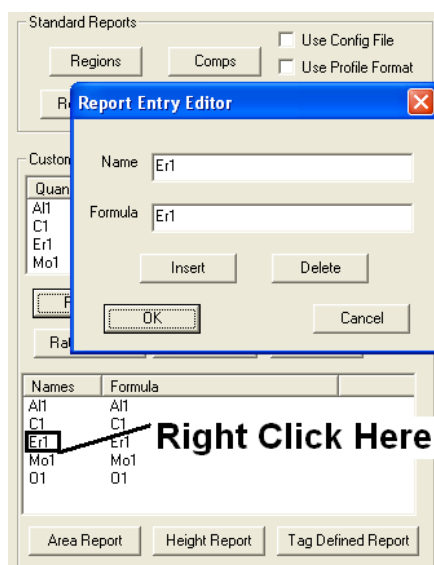 Standard Reports
Use Config File
Regions Comps Use Profile Format
Report Entry Editor
Name Er1
Formula Er1
Insert Delete
OK Cancel
Quan
Al1
C1
Er1
Mo1
Names Formula
Al1 Al1
C1 C1
Er1 Er1
Mo1 Mo1
O1 O1
Right Click Here
Area Report Height Report Tag Defined Report